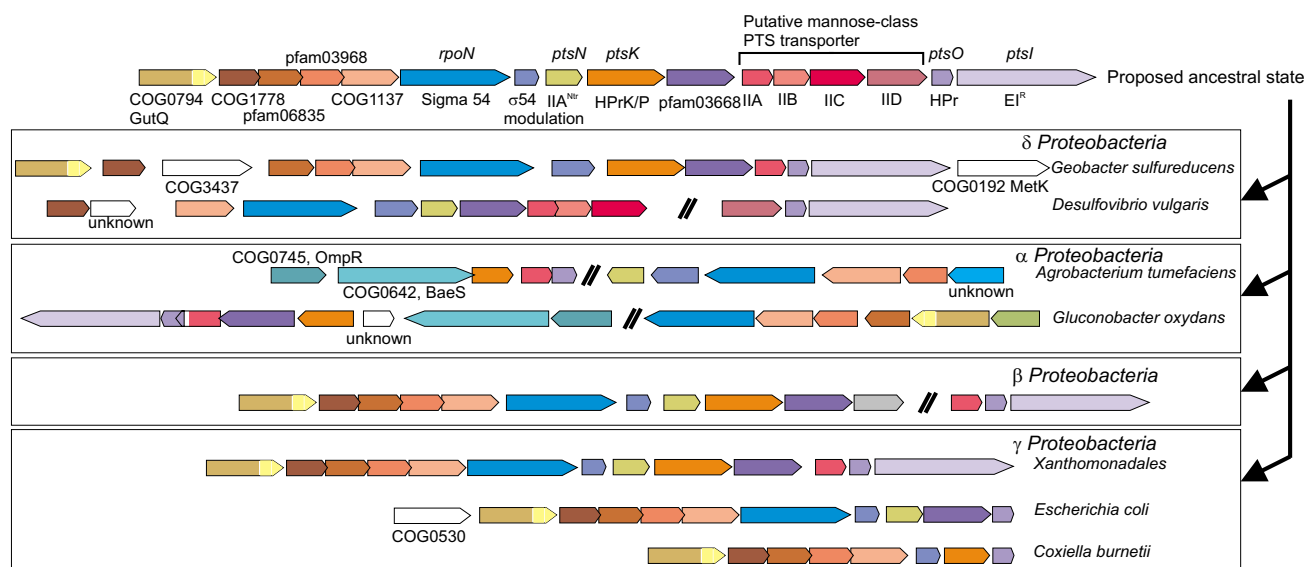 Putative mannose-class
PTS transporter
pfam03968 rpoN ptsN ptsK ptsO ptsI
Proposed ancestral state
COG0794 COG1778 COG1137 Sigma 54 σ54 IIA^Ntr HPrK/P pfam03668 IIA IIB IIC IID HPr EI^R
GutQ pfam06835 modulation
δ Proteobacteria
Geobacter sulfureducens
COG3437 COG0192 MetK
Desulfovibrio vulgaris
unknown
α Proteobacteria
COG0745, OmpR
Agrobacterium tumefaciens
COG0642, BaeS unknown
Gluconobacter oxydans
unknown
β Proteobacteria
γ Proteobacteria
Xanthomonadales
Escherichia coli
COG0530
Coxiella burnetii